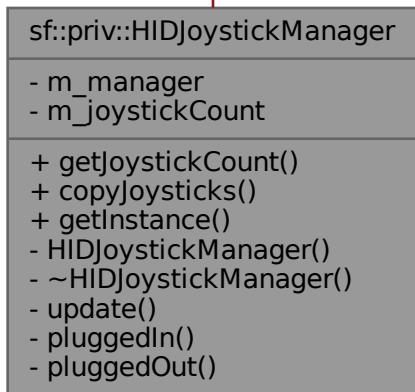 sf::priv::HIDJoystickManager
- m_manager
- m_joystickCount
+ getJoystickCount()
+ copyJoysticks()
+ getInstance()
- HIDJoystickManager()
- ~HIDJoystickManager()
- update()
- pluggedIn()
- pluggedOut()